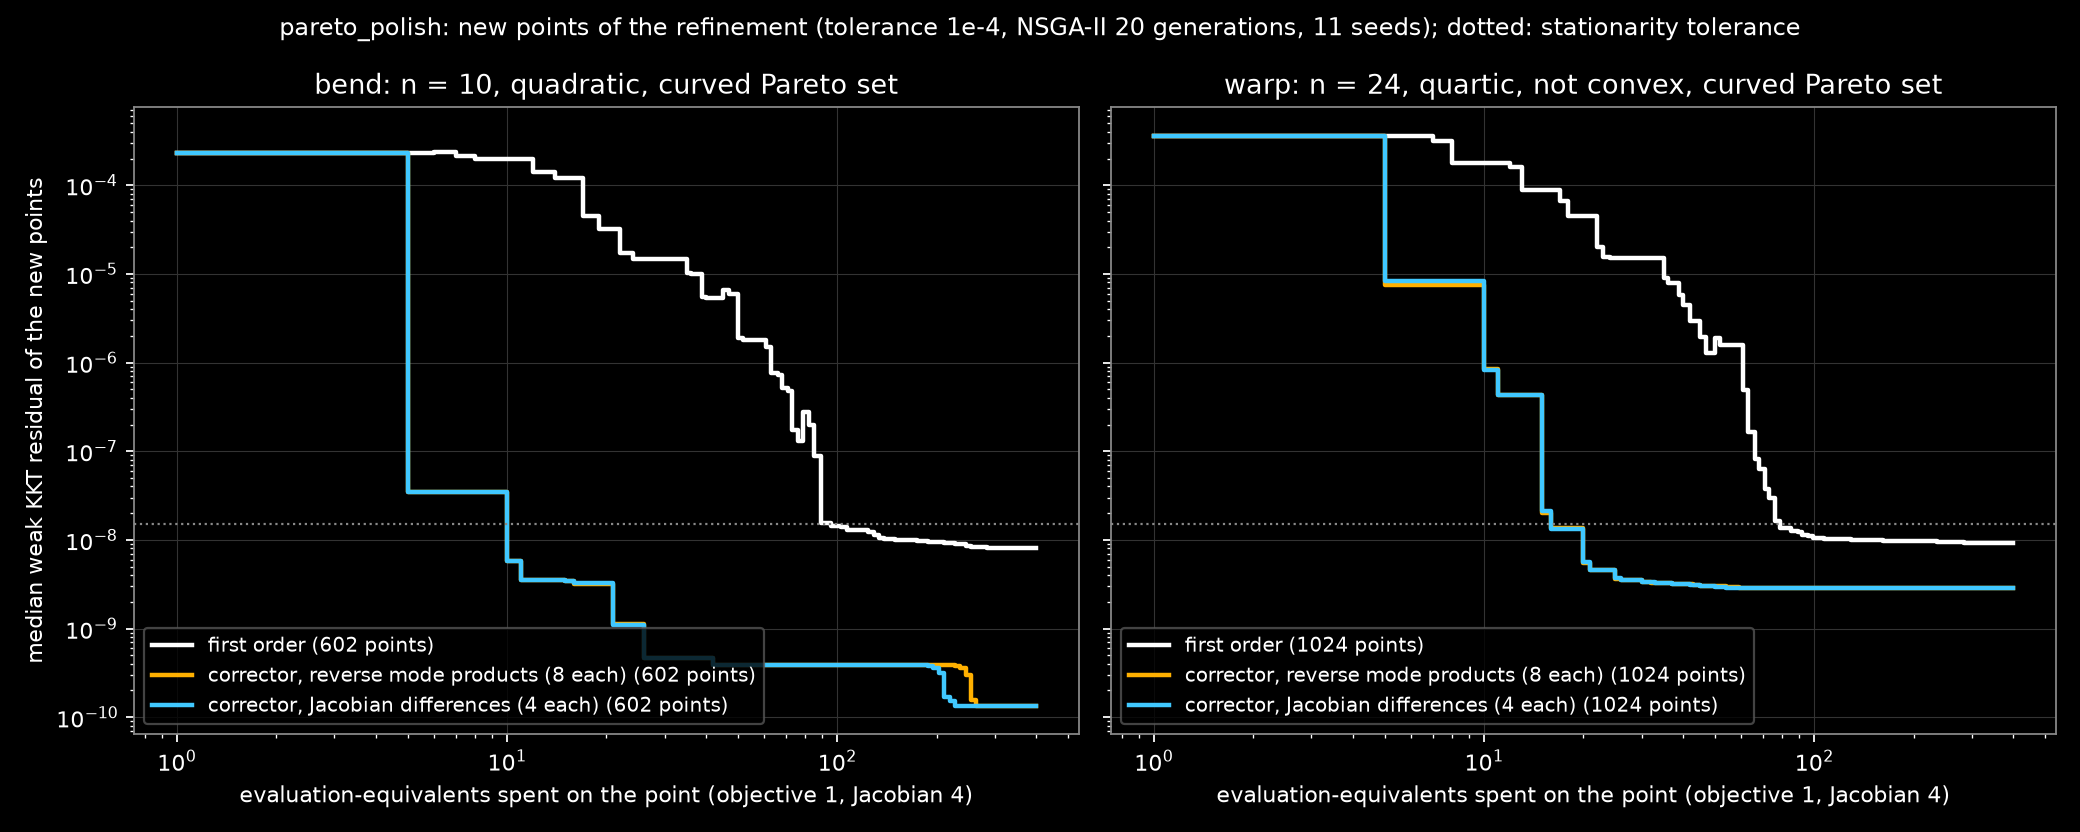 pareto_polish: new points of the refinement (tolerance 1e-4, NSGA-II 20 generations, 11 seeds); dotted: stationarity tolerance
bend: n = 10, quadratic, curved Pareto set
median weak KKT residual of the new points
10⁻⁴
10⁻⁵
10⁻⁶
10⁻⁷
10⁻⁸
10⁻⁹
10⁻¹⁰
first order (602 points)
corrector, reverse mode products (8 each) (602 points)
corrector, Jacobian differences (4 each) (602 points)
10⁰
10¹
10²
evaluation-equivalents spent on the point (objective 1, Jacobian 4)
warp: n = 24, quartic, not convex, curved Pareto set
first order (1024 points)
corrector, reverse mode products (8 each) (1024 points)
corrector, Jacobian differences (4 each) (1024 points)
10⁰
10¹
10²
evaluation-equivalents spent on the point (objective 1, Jacobian 4)